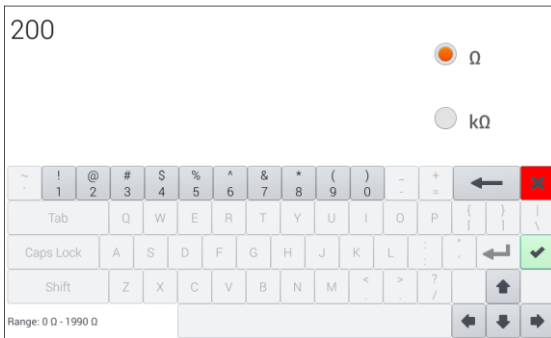 200
Ω
kΩ
~ ! @ # $ % ^ & * ( ) _ +
` 1 2 3 4 5 6 7 8 9 0 - =
Tab Q W E R T Y U I O P { } |
[ ] \
Caps Lock A S D F G H J K L : "
; '
Shift Z X C V B N M < > ?
, . /
Range: 0 Ω - 1990 Ω